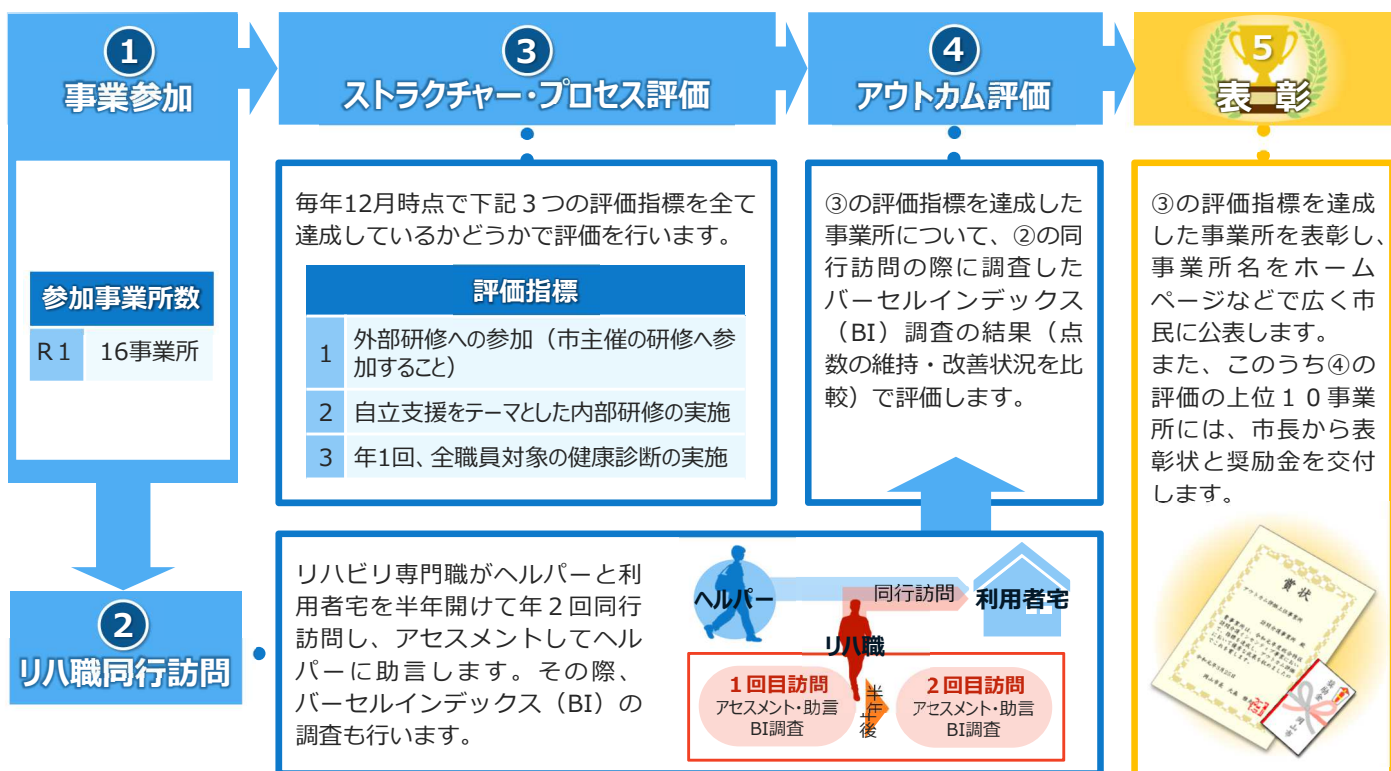 1
事業参加
参加事業所数
R1 16事業所
2
リハ職同行訪問
リハビリ専門職がヘルパーと利
用者宅を半年開けて年２回同行
訪問し、アセスメントしてヘル
パーに助言します。その際、
バーセルインデックス（BI）の
調査も行います。
ヘルパー
同行訪問
利用者宅
リハ職
１回目訪問
アセスメント・助言
BI調査
半年後
２回目訪問
アセスメント・助言
BI調査
3
ストラクチャー・プロセス評価
毎年12月時点で下記３つの評価指標を全て
達成しているかどうかで評価を行います。
評価指標
1 外部研修への参加（市主催の研修へ参
加すること）
2 自立支援をテーマとした内部研修の実施
3 年1回、全職員対象の健康診断の実施
4
アウトカム評価
③の評価指標を達成した
事業所について、②の同
行訪問の際に調査した
バーセルインデックス
（BI）調査の結果（点
数の維持・改善状況を比
較）で評価します。
5
表彰
③の評価指標を達成
した事業所を表彰し、
事業所名をホーム
ページなどで広く市
民に公表します。
また、このうち④の
評価の上位１０事業
所には、市長から表
彰状と奨励金を交付
します。
賞状
アウトカム評価上位事業所
奨励金
岡山市